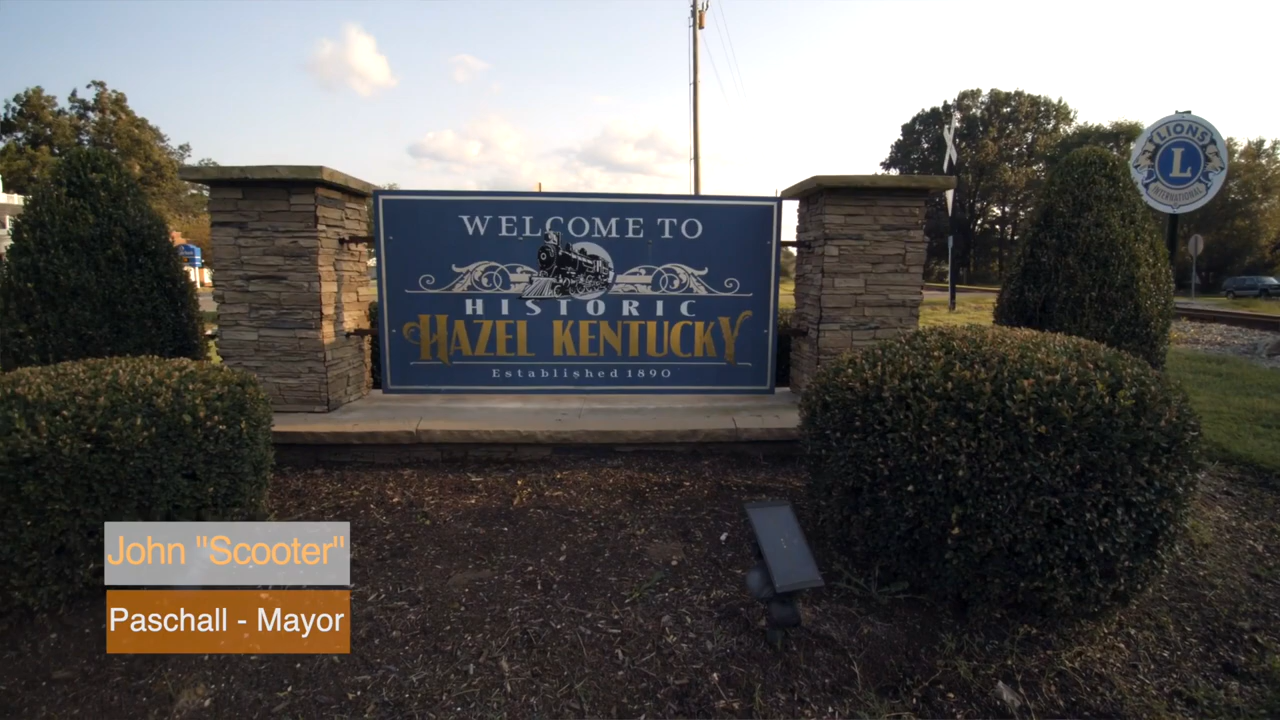 WELCOME TO
HISTORIC
HAZEL KENTUCKY
Established 1890
LIONS
L
INTERNATIONAL
John "Scooter"
Paschall - Mayor